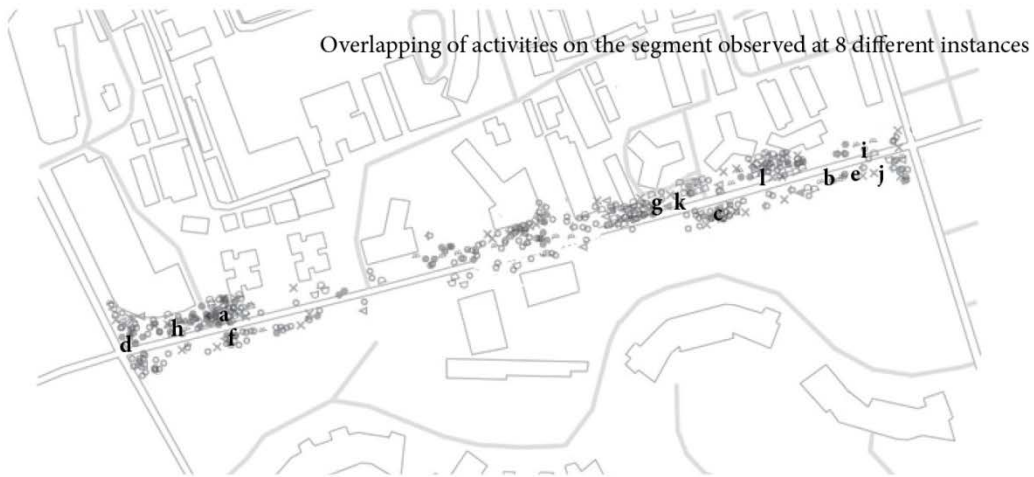 Overlapping of activities on the segment observed at 8 different instances
i
l
b
e
j
g
k
c
a
h
f
d